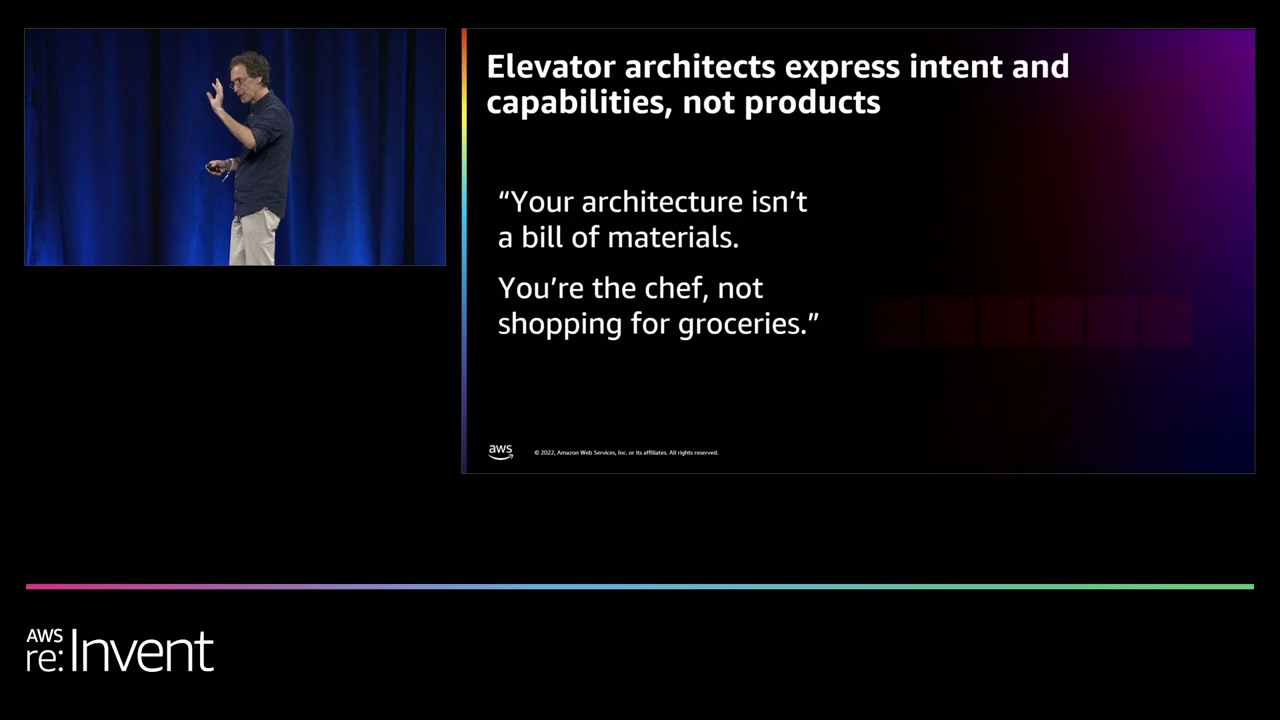 Elevator architects express intent and
capabilities, not products
“Your architecture isn’t
a bill of materials.
You’re the chef, not
shopping for groceries.”
aws
© 2022, Amazon Web Services, Inc. or its affiliates. All rights reserved.
AWS
re:Invent